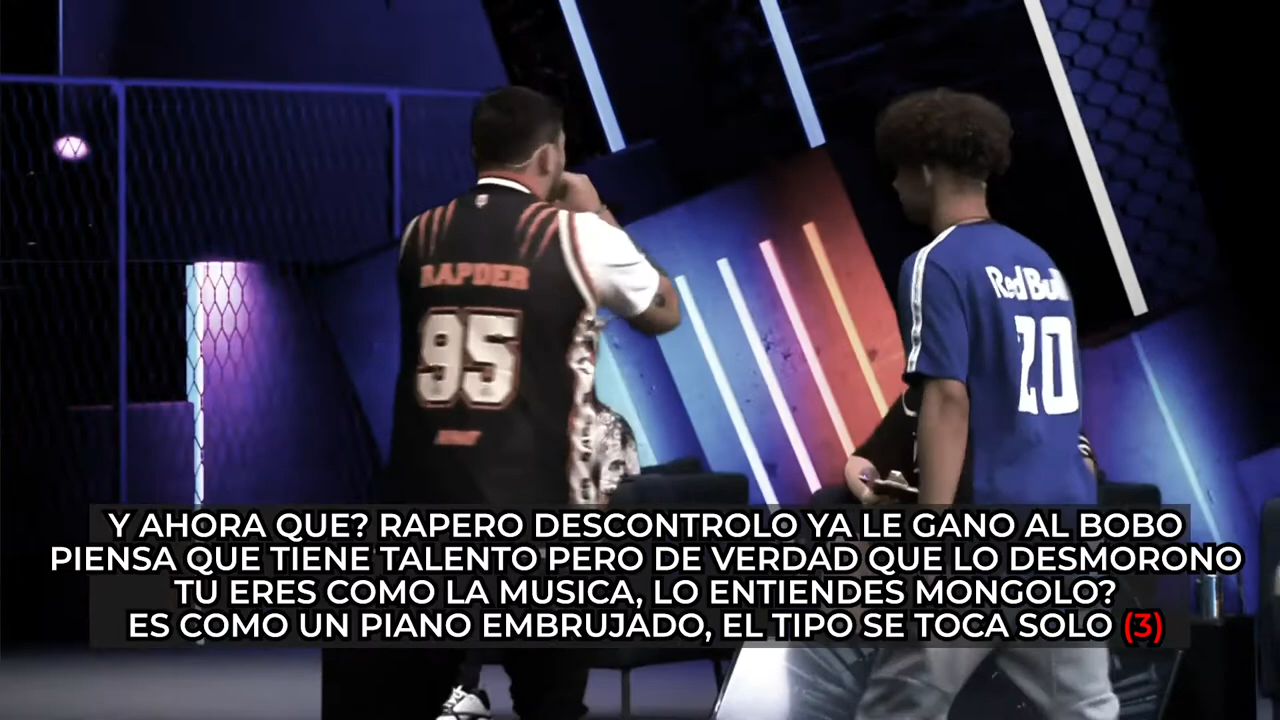 RAPDER
95
Red Bull
20
Y AHORA QUE? RAPERO DESCONTROLO YA LE GANO AL BOBO
PIENSA QUE TIENE TALENTO PERO DE VERDAD QUE LO DESMORONO
TU ERES COMO LA MUSICA, LO ENTIENDES MONGOLO?
ES COMO UN PIANO EMBRUJADO, EL TIPO SE TOCA SOLO (3)